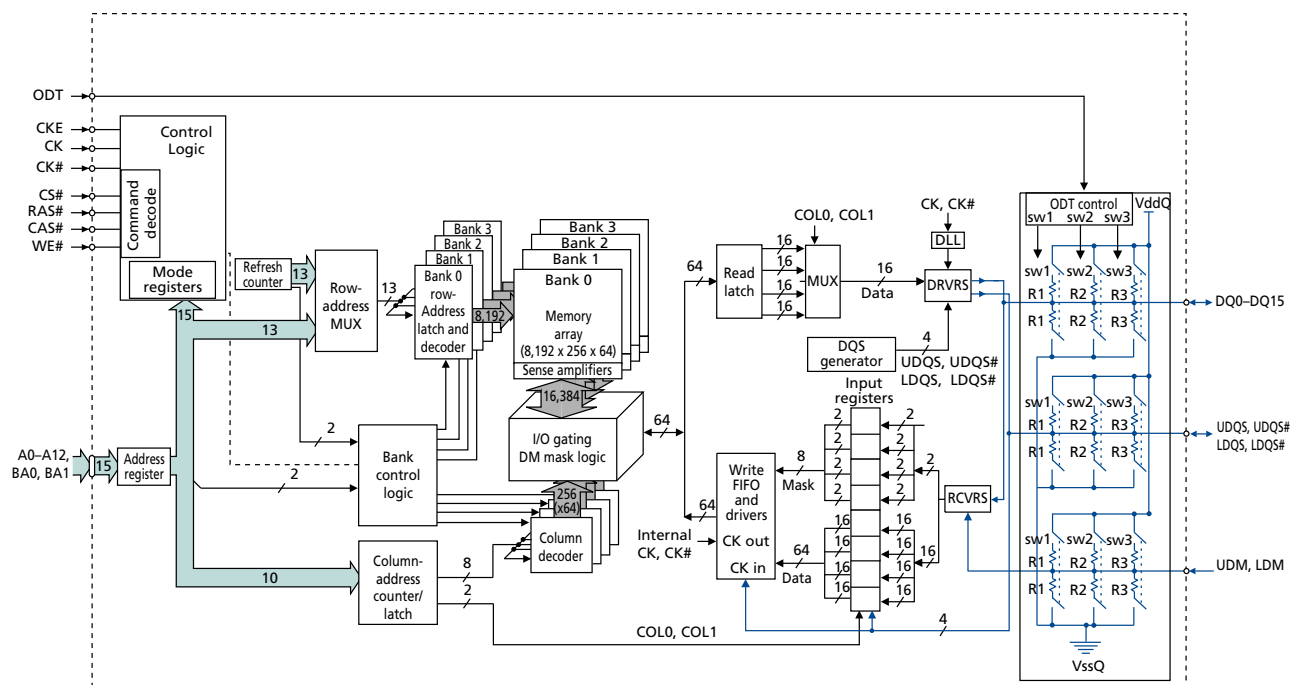 ODT
CKE
CK
CK#
CS#
RAS#
CAS#
WE#
Control
Logic
Command
decode
Mode
registers
15
Refresh
counter
13
13
Row-
address
MUX
13
Bank 3
Bank 2
Bank 1
Bank 0
row-
Address
latch and
decoder
8,192
Bank 3
Bank 2
Bank 1
Bank 0
Memory
array
(8,192 x 256 x 64)
Sense amplifiers
16,384
I/O gating
DM mask logic
64
A0–A12,
BA0, BA1
15
Address
register
2
2
Bank
control
logic
256
(x64)
Column
decoder
10
Column-
address
counter/
latch
8
2
COL0, COL1
64
Read
latch
16
16
16
16
COL0, COL1
MUX
16
Data
CK, CK#
DLL
DRVRS
DQS
generator
4
UDQS, UDQS#
LDQS, LDQS#
Input
registers
64
Write
FIFO
and
drivers
CK out
CK in
Internal
CK, CK#
8
Mask
64
Data
2
2
2
2
16
16
16
16
2
2
2
2
16
16
16
16
2
16
RCVRS
4
ODT control
sw1 sw2 sw3
VddQ
sw1 sw2 sw3
R1 R2 R3
R1 R2 R3
sw1 sw2 sw3
R1 R2 R3
R1 R2 R3
sw1 sw2 sw3
R1 R2 R3
R1 R2 R3
VssQ
DQ0–DQ15
UDQS, UDQS#
LDQS, LDQS#
UDM, LDM